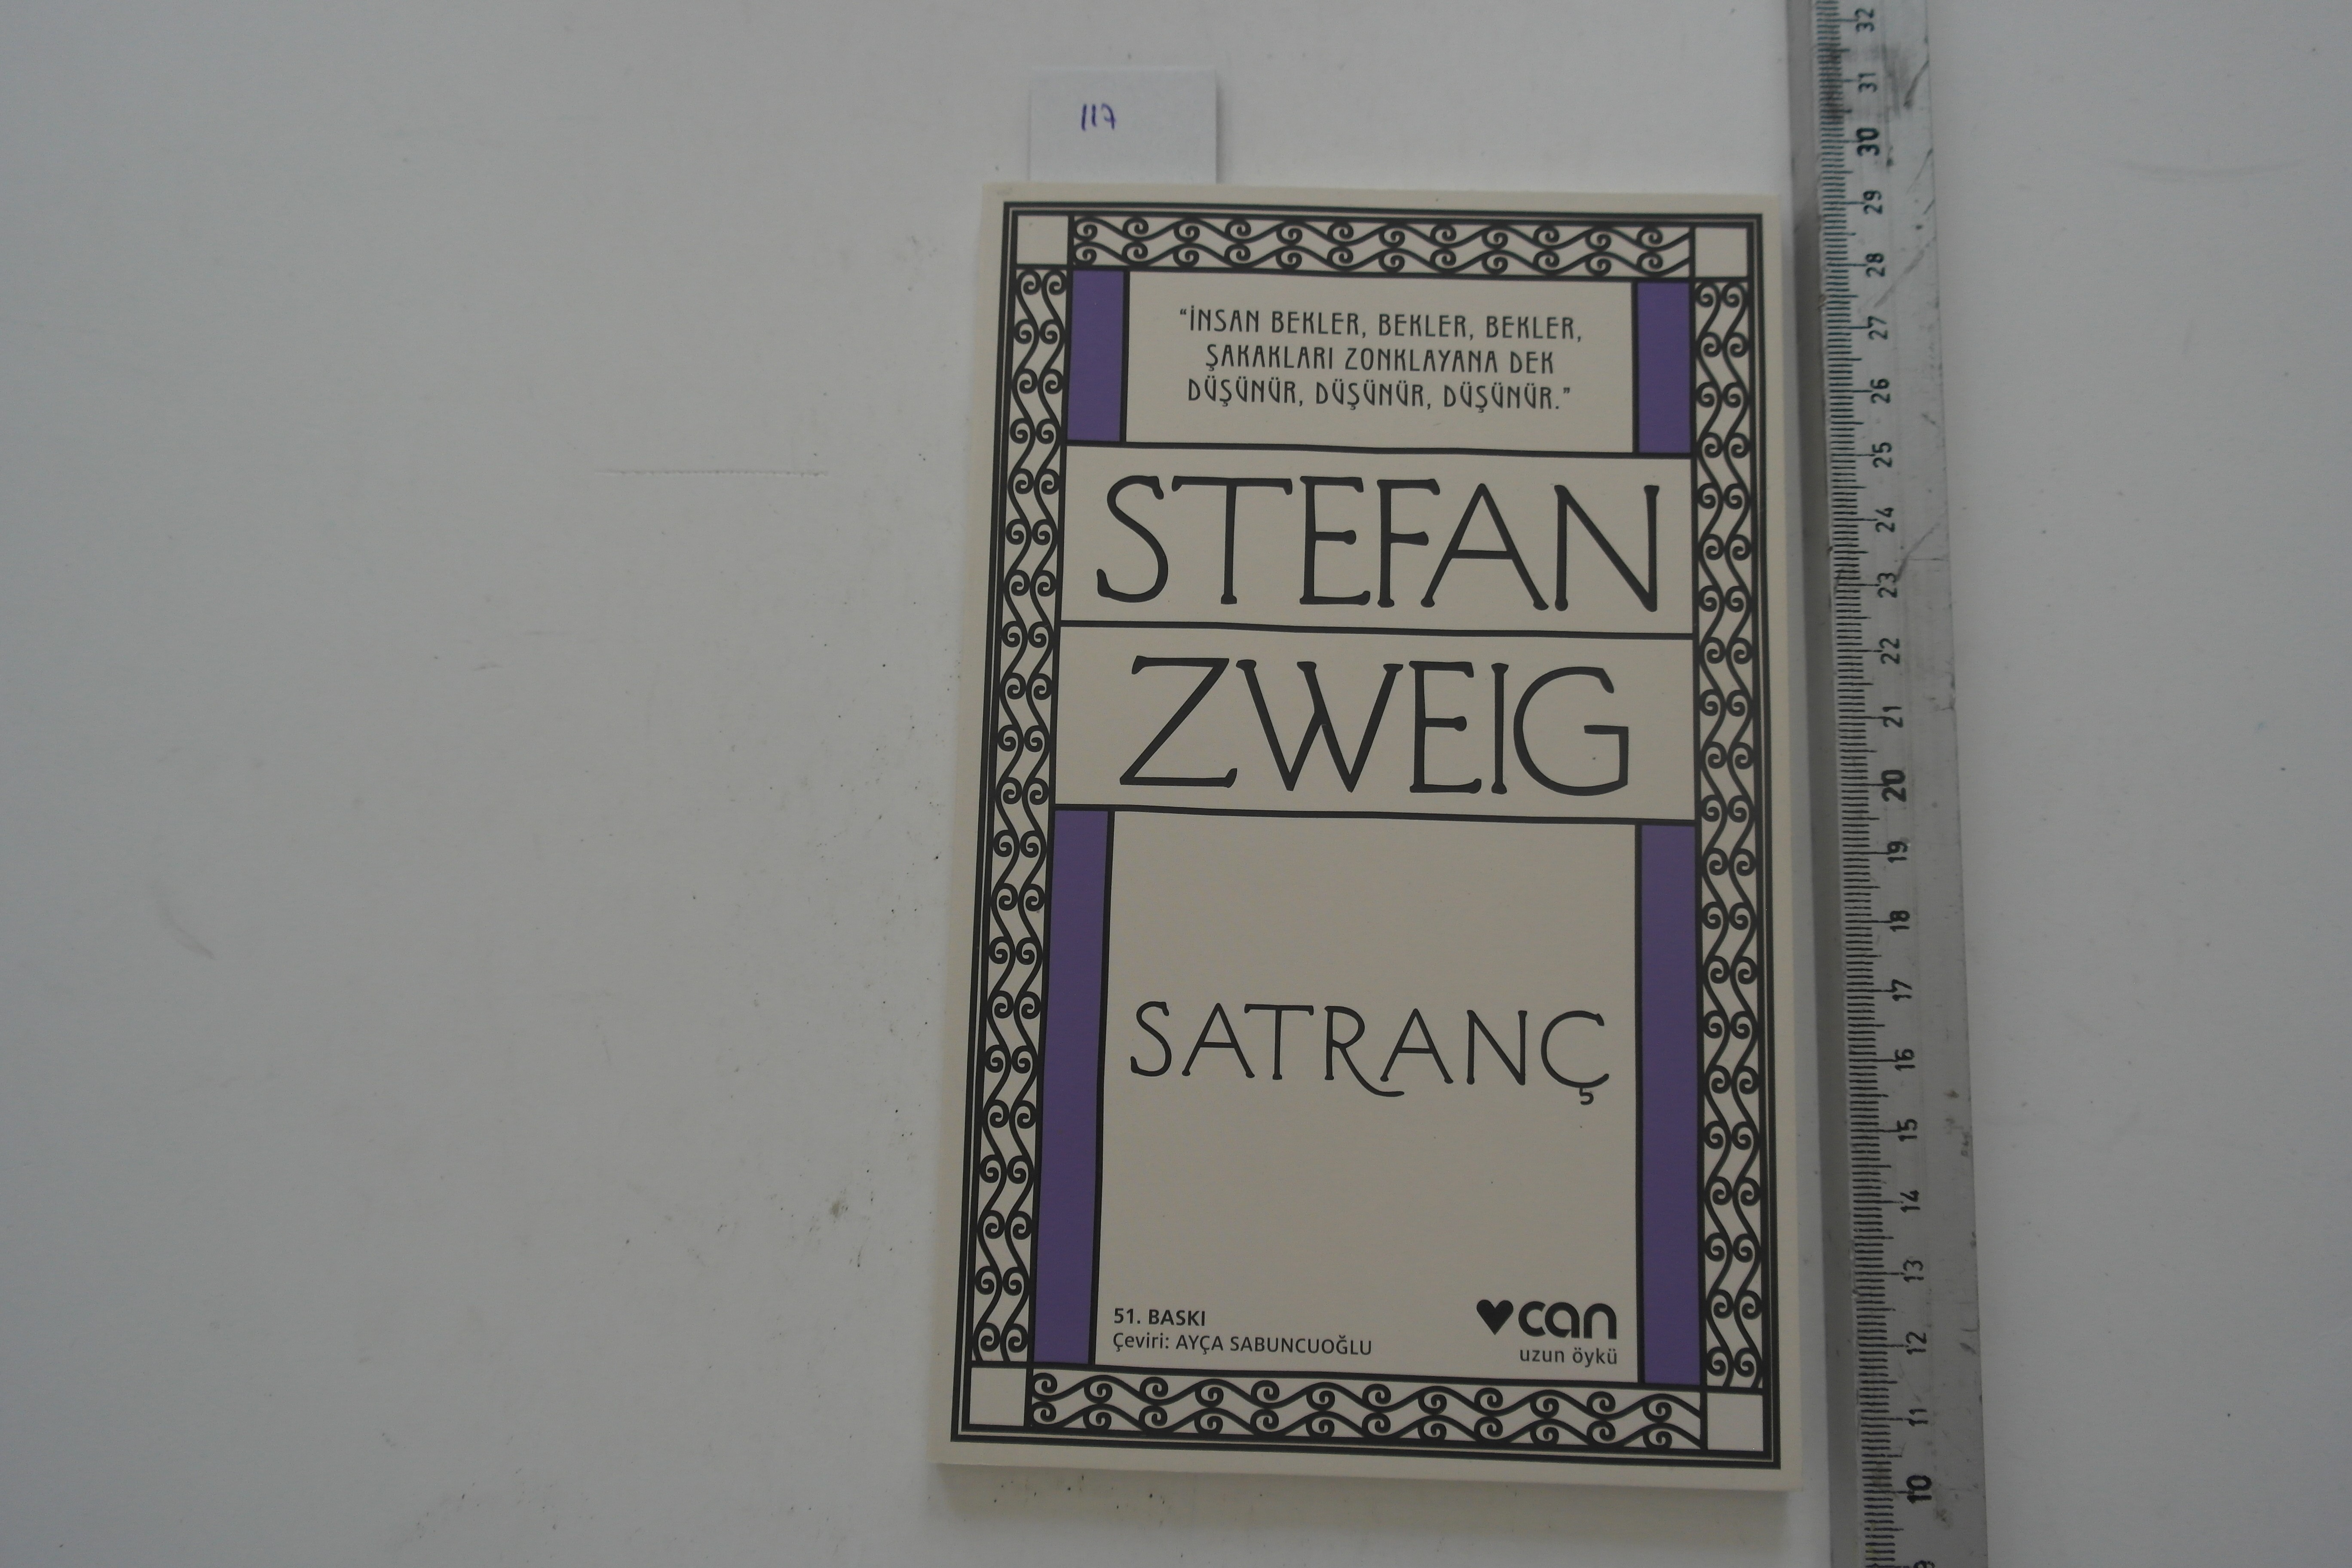 117
“İNSAN BEKLER, BEKLER, BEKLER,
ŞAKAKLARI ZONKLAYANA DEK
DÜŞÜNÜR, DÜŞÜNÜR, DÜŞÜNÜR.”
STEFAN
ZWEIG
SATRANÇ
51. BASKI
Çeviri: AYÇA SABUNCUOĞLU
can
uzun öykü
32
31
30
29
28
27
26
25
24
23
22
21
20
19
18
17
16
15
14
13
12
11
10
9